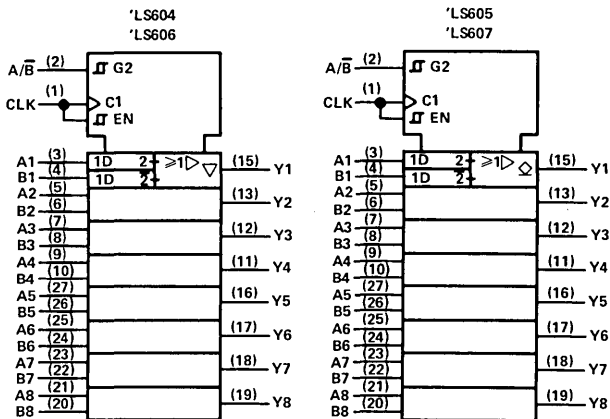 'LS604
'LS606
A/B̅ (2) G2
CLK (1) C1
EN
A1 (3) 1D 2 ≥1 ▷ ▽ (15) Y1
B1 (4) 1D 2̅
A2 (5) (13) Y2
B2 (6)
A3 (7) (12) Y3
B3 (8)
A4 (9) (11) Y4
B4 (10)
A5 (27) (16) Y5
B5 (26)
A6 (25) (17) Y6
B6 (24)
A7 (23) (18) Y7
B7 (22)
A8 (21) (19) Y8
B8 (20)
'LS605
'LS607
A/B̅ (2) G2
CLK (1) C1
EN
A1 (3) 1D 2 ≥1 ▷ ◇ (15) Y1
B1 (4) 1D 2̅
A2 (5) (13) Y2
B2 (6)
A3 (7) (12) Y3
B3 (8)
A4 (9) (11) Y4
B4 (10)
A5 (27) (16) Y5
B5 (26)
A6 (25) (17) Y6
B6 (24)
A7 (23) (18) Y7
B7 (22)
A8 (21) (19) Y8
B8 (20)